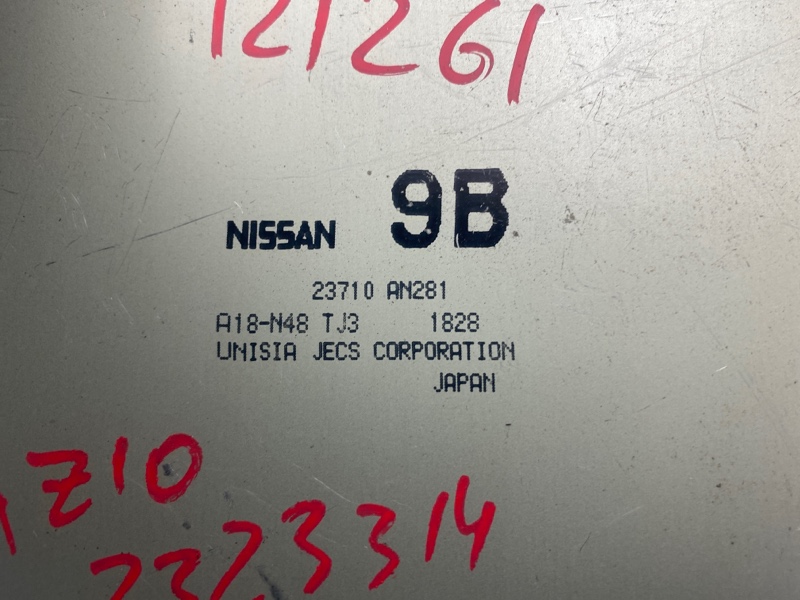 121261
NISSAN 9B
23710 AN281
A18-N48 TJ3 1828
UNISIA JECS CORPORATION
JAPAN
Z10
2323314